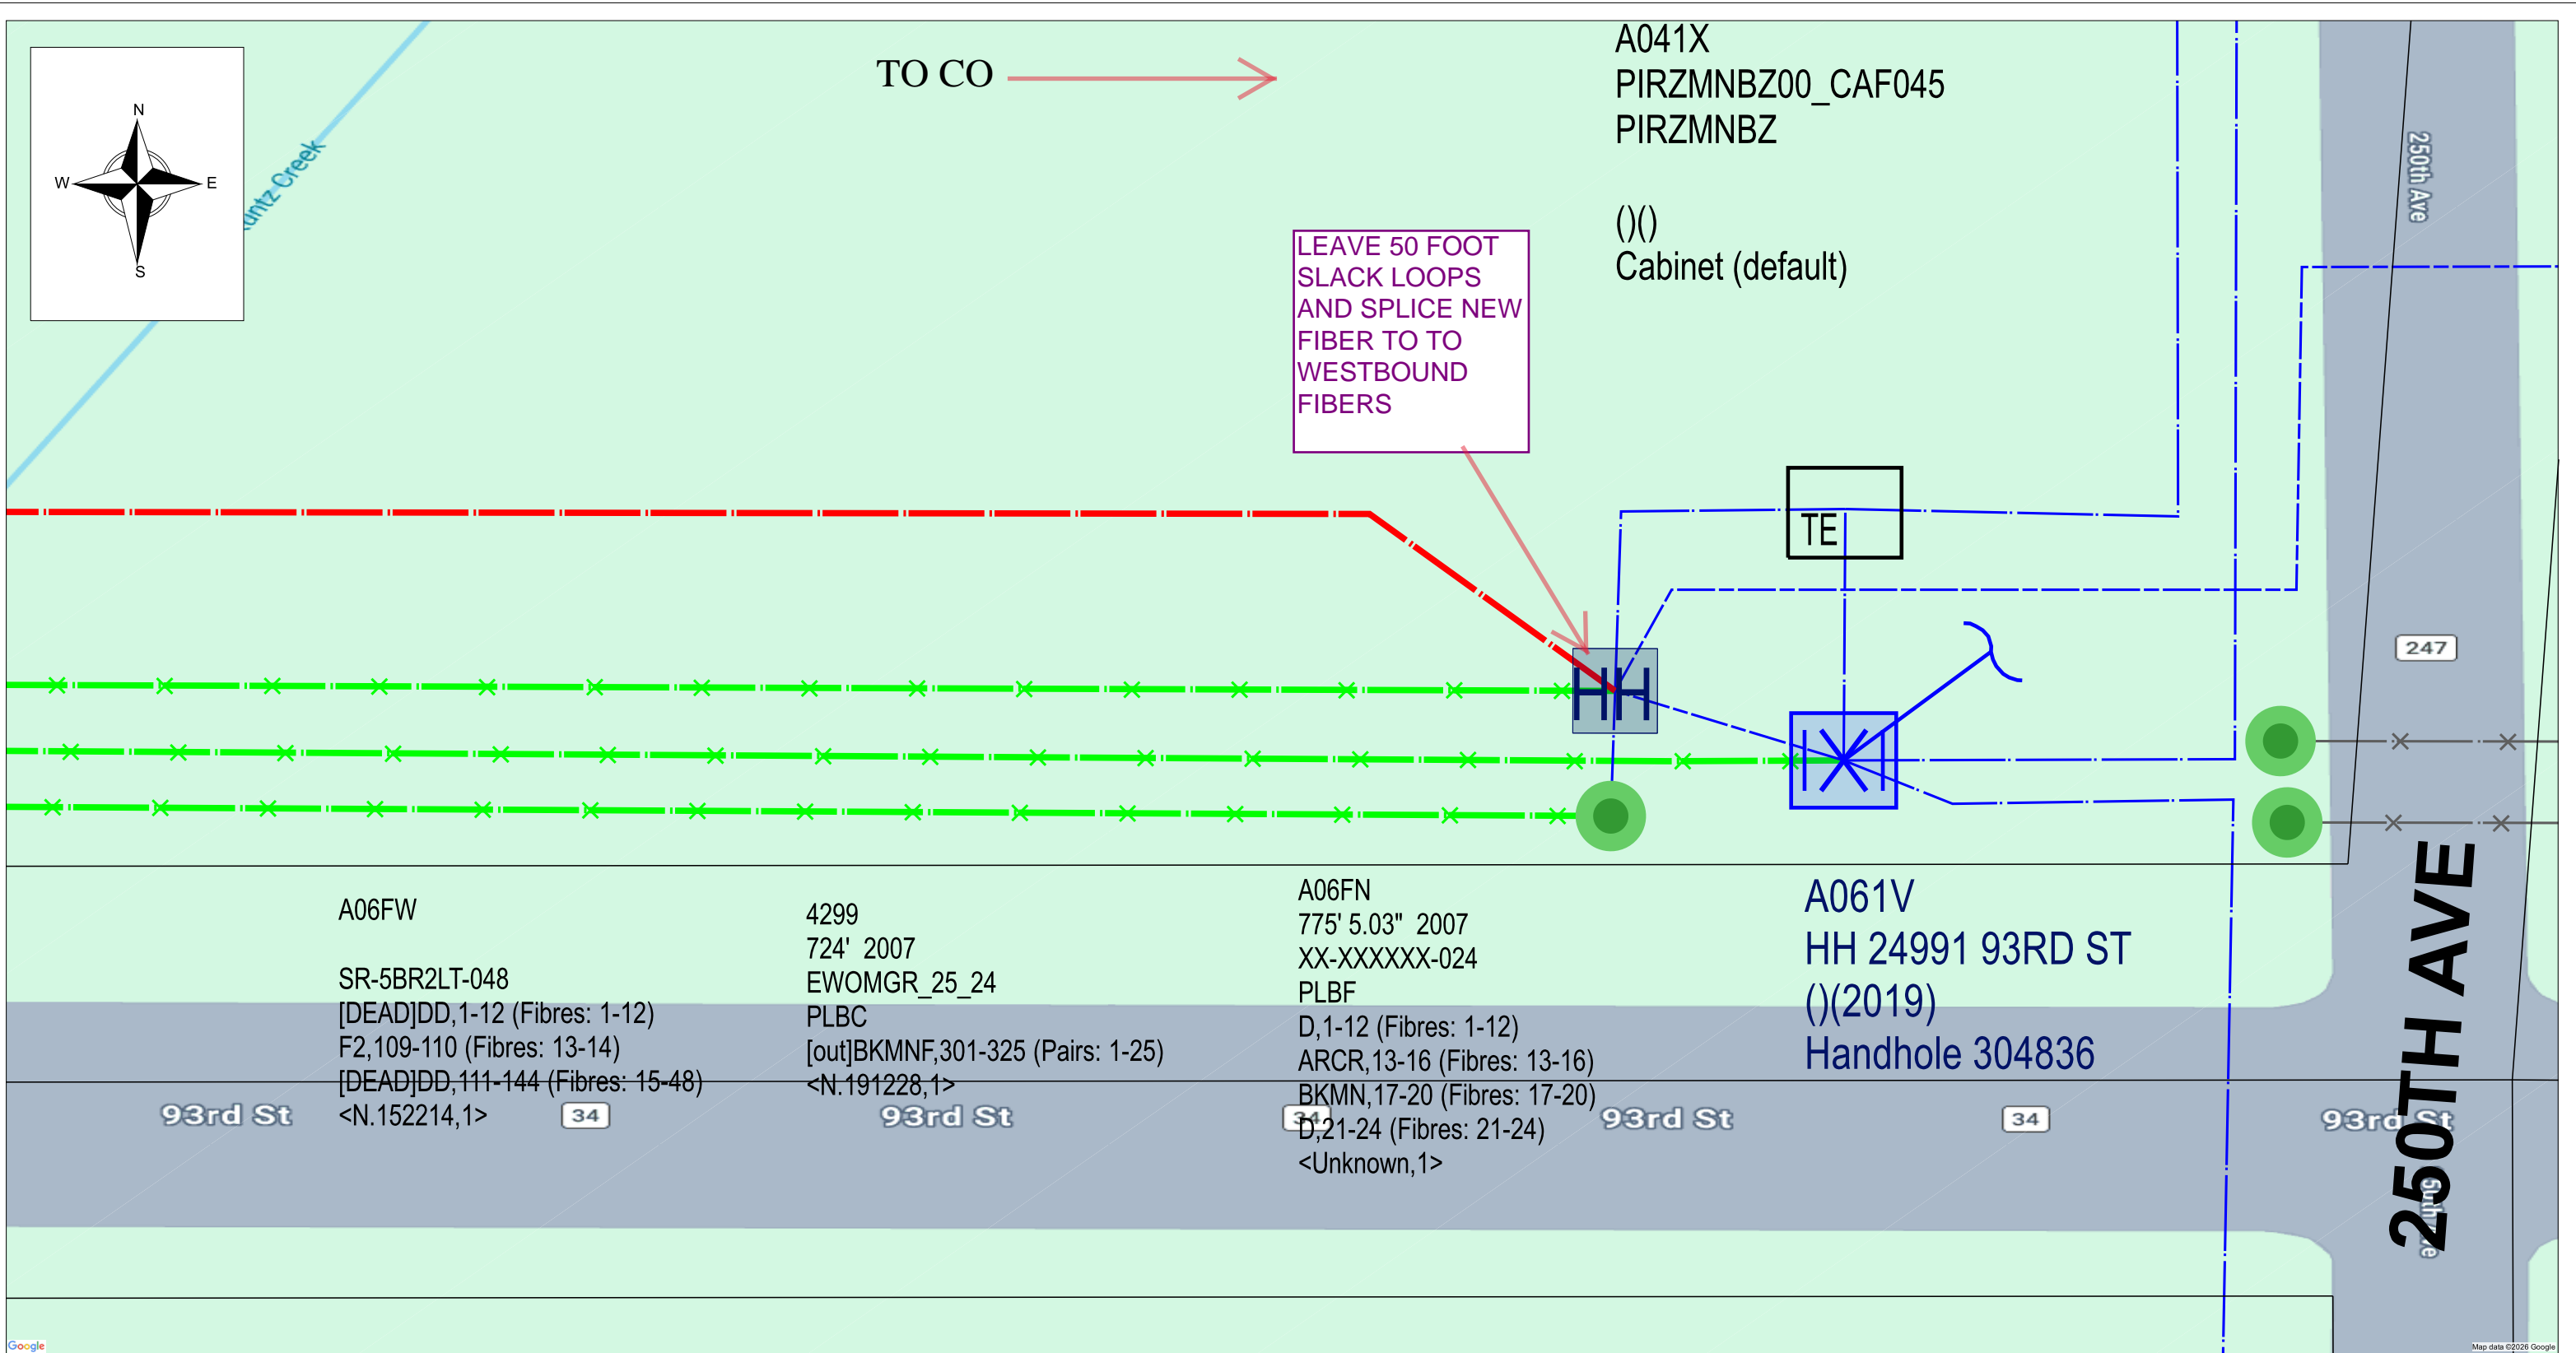 N
W
E
S
untz Creek
TO CO
A041X
PIRZMNBZ00_CAF045
PIRZMNBZ
()()
Cabinet (default)
LEAVE 50 FOOT
SLACK LOOPS
AND SPLICE NEW
FIBER TO TO
WESTBOUND
FIBERS
250th Ave
TE
HH
247
A06FW
SR-5BR2LT-048
[DEAD]DD,1-12 (Fibres: 1-12)
F2,109-110 (Fibres: 13-14)
[DEAD]DD,111-144 (Fibres: 15-48)
<N.152214,1>
4299
724'  2007
EWOMGR_25_24
PLBC
[out]BKMNF,301-325 (Pairs: 1-25)
<N.191228,1>
A06FN
775' 5.03"  2007
XX-XXXXXX-024
PLBF
D,1-12 (Fibres: 1-12)
ARCR,13-16 (Fibres: 13-16)
BKMN,17-20 (Fibres: 17-20)
D,21-24 (Fibres: 21-24)
<Unknown,1>
A061V
HH 24991 93RD ST
()(2019)
Handhole 304836
250TH AVE
93rd St
34
93rd St
34
93rd St
34
93rd St
Google
Map data ©2026 Google